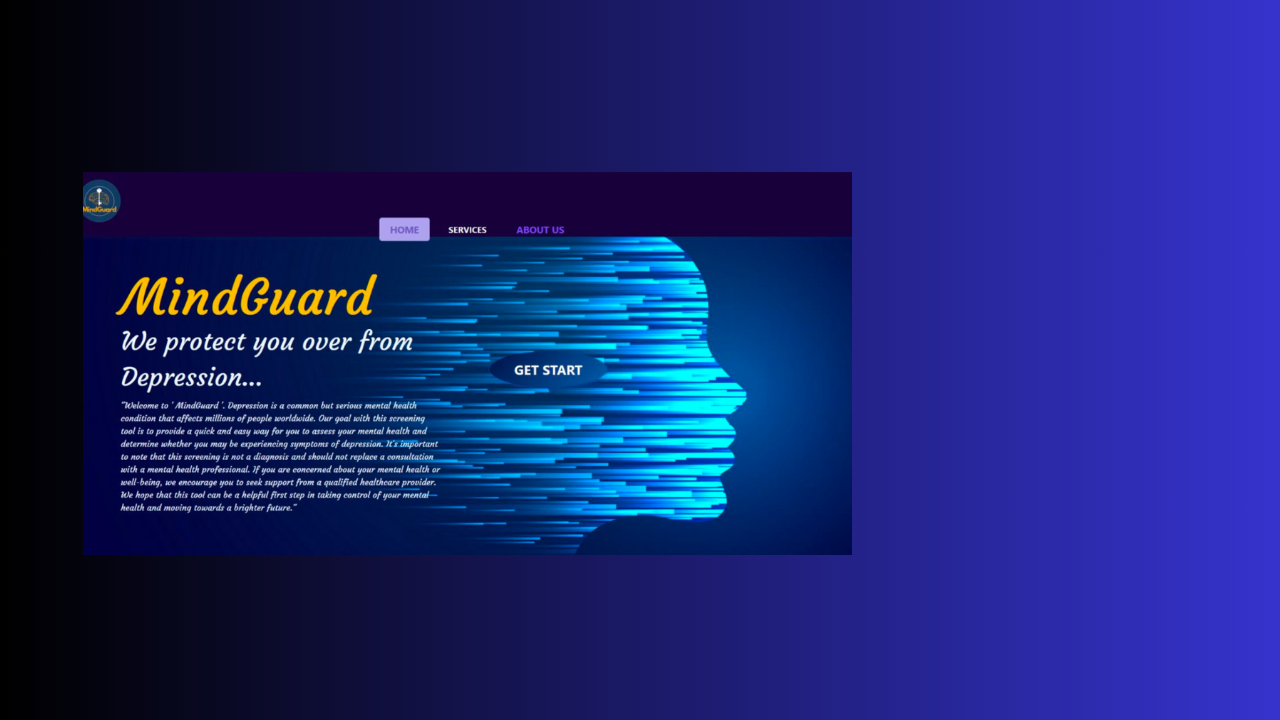 MindGuard
HOME SERVICES ABOUT US
MindGuard
We protect you over from
Depression...
GET START
"Welcome to ' MindGuard '. Depression is a common but serious mental health
condition that affects millions of people worldwide. Our goal with this screening
tool is to provide a quick and easy way for you to assess your mental health and
determine whether you may be experiencing symptoms of depression. It's important
to note that this screening is not a diagnosis and should not replace a consultation
with a mental health professional. If you are concerned about your mental health or
well-being, we encourage you to seek support from a qualified healthcare provider.
We hope that this tool can be a helpful first step in taking control of your mental
health and moving towards a brighter future."